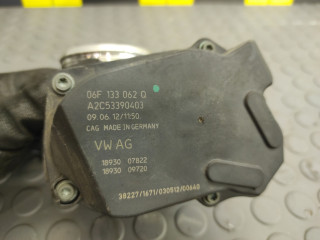 06F 133 062 Q
A2C53390403
09.06.12/1150
CAG MADE IN GERMANY
VW AG
18930 07822
18930 09720
30227/1671/030912/00660